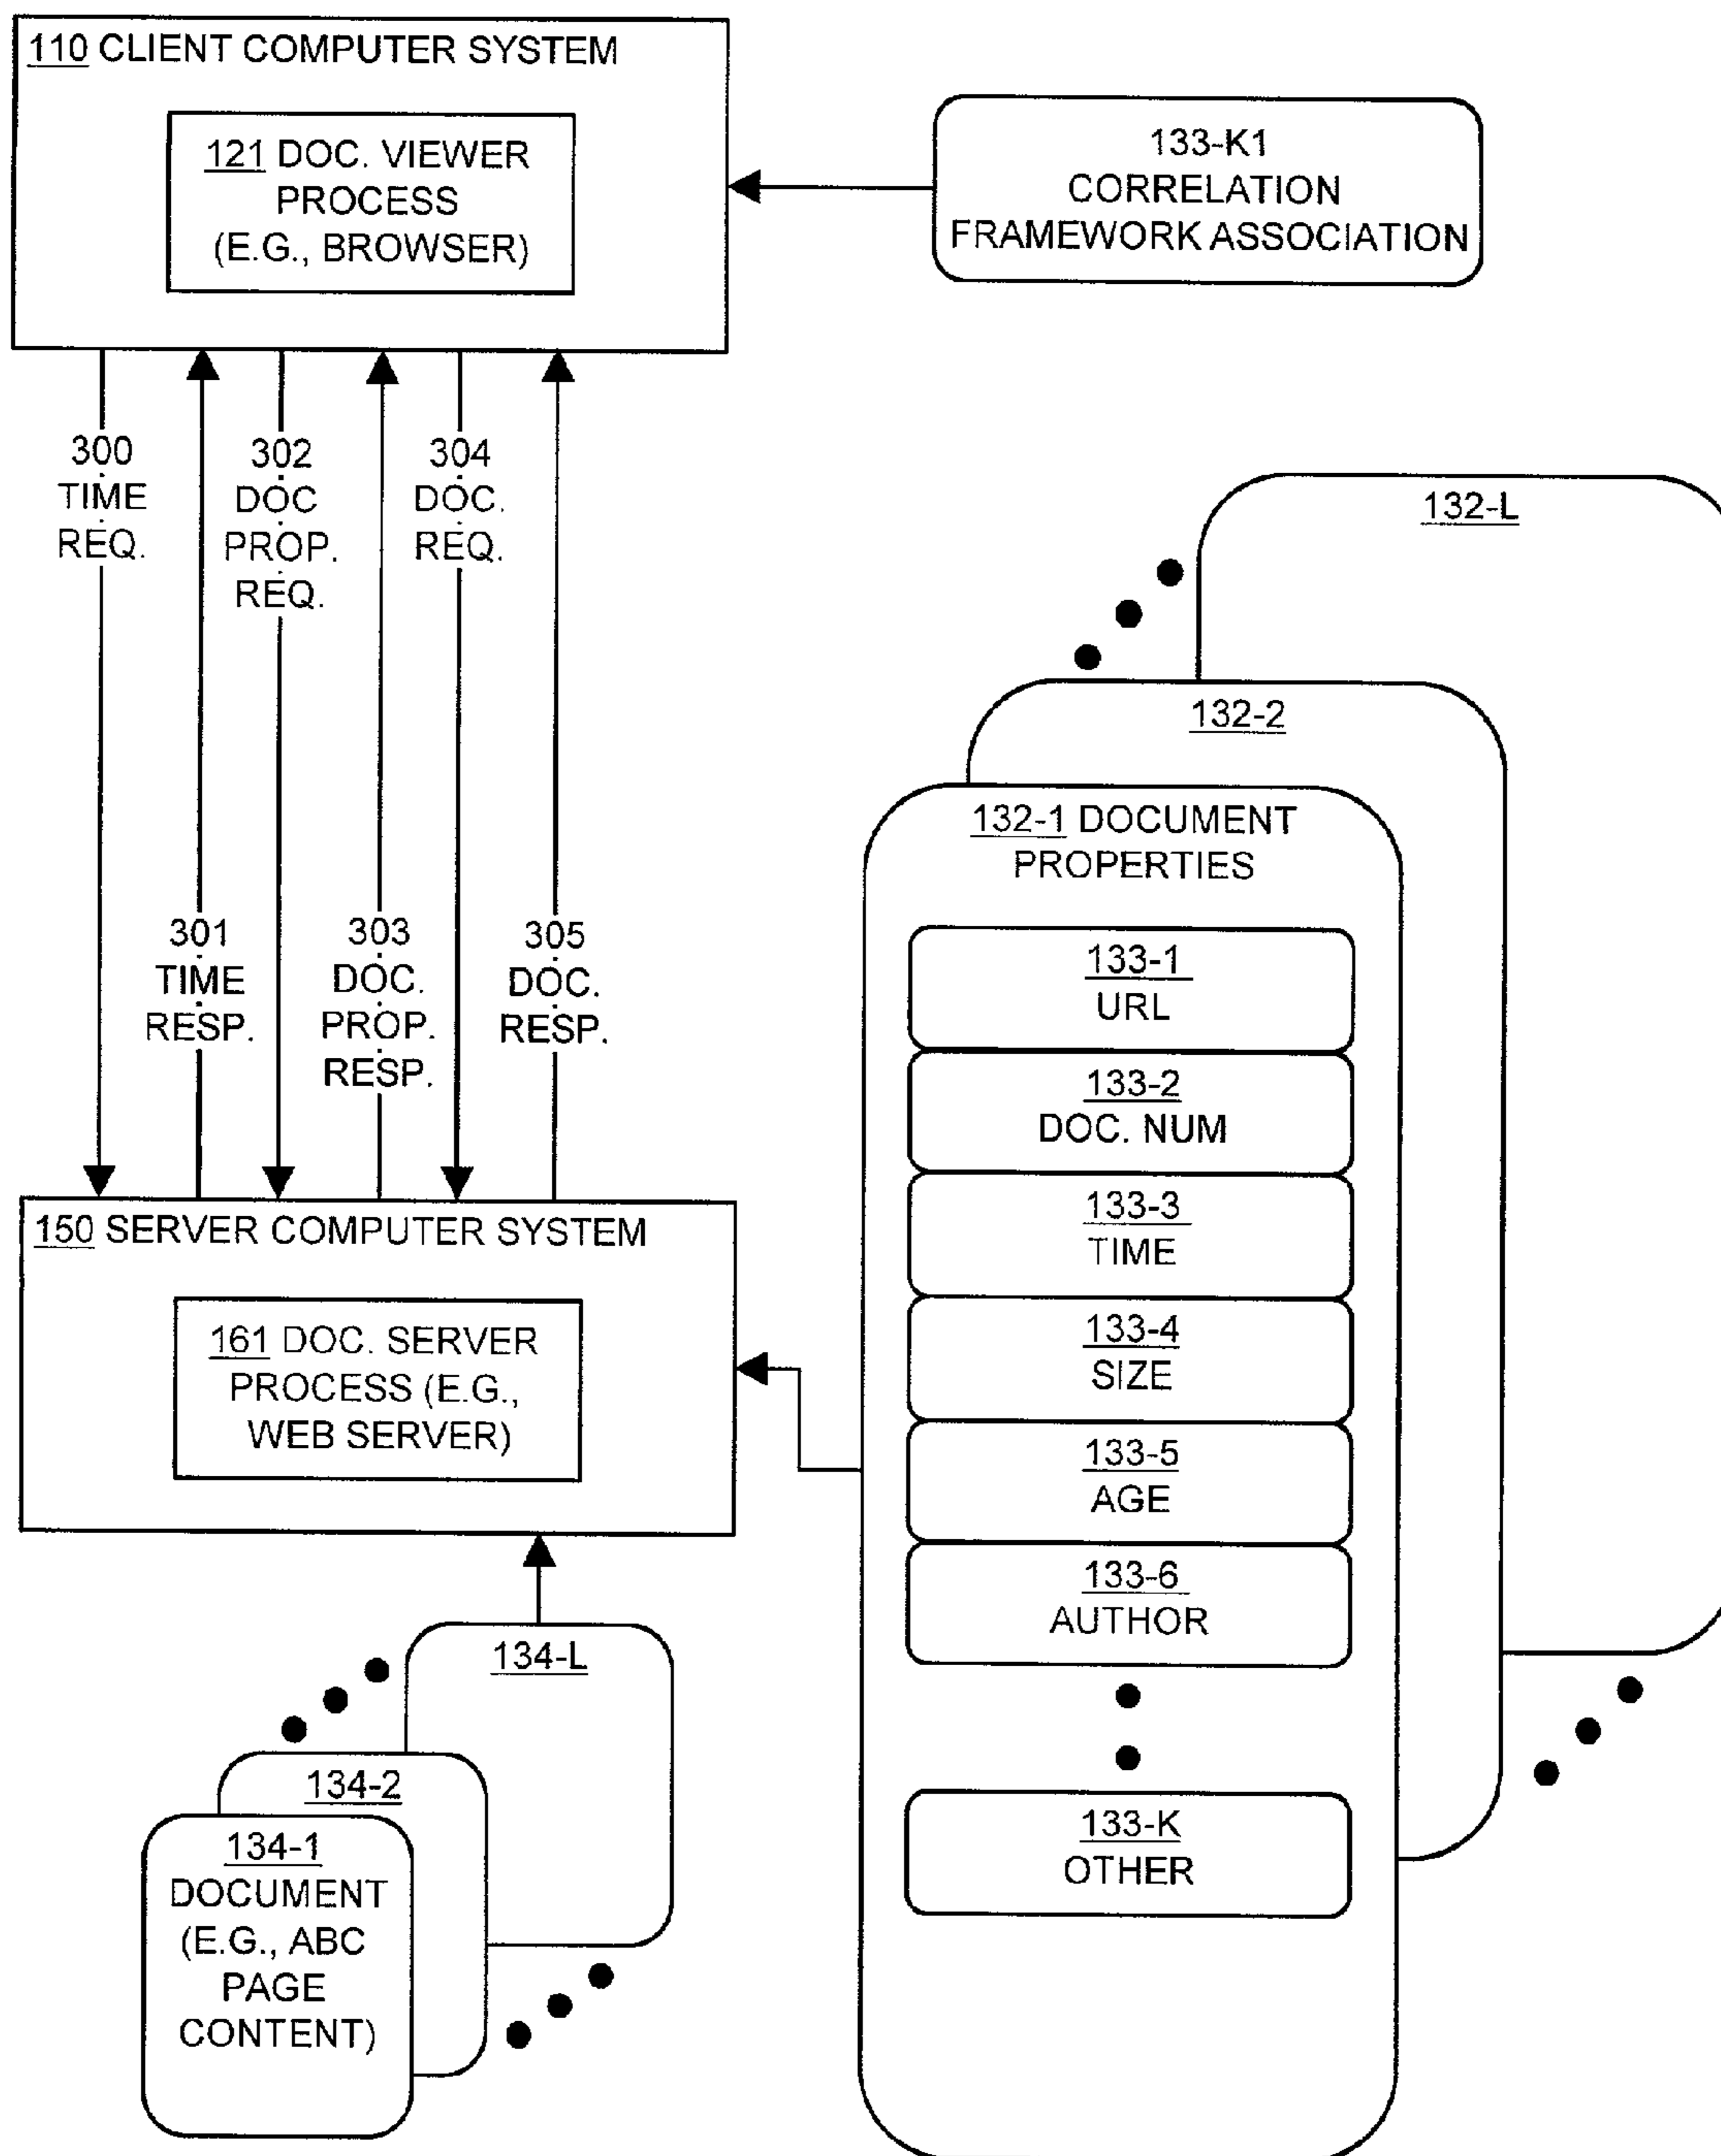 110 CLIENT COMPUTER SYSTEM
121 DOC. VIEWER
PROCESS
(E.G., BROWSER)
133-K1
CORRELATION
FRAMEWORK ASSOCIATION
300
TIME
REQ.
302
DOC
PROP.
REQ.
304
DOC.
REQ.
301
TIME
RESP.
303
DOC.
PROP.
RESP.
305
DOC.
RESP.
132-L
132-2
132-1 DOCUMENT
PROPERTIES
133-1
URL
133-2
DOC. NUM
133-3
TIME
133-4
SIZE
133-5
AGE
133-6
AUTHOR
133-K
OTHER
150 SERVER COMPUTER SYSTEM
161 DOC. SERVER
PROCESS (E.G.,
WEB SERVER)
134-L
134-2
134-1
DOCUMENT
(E.G., ABC
PAGE
CONTENT)